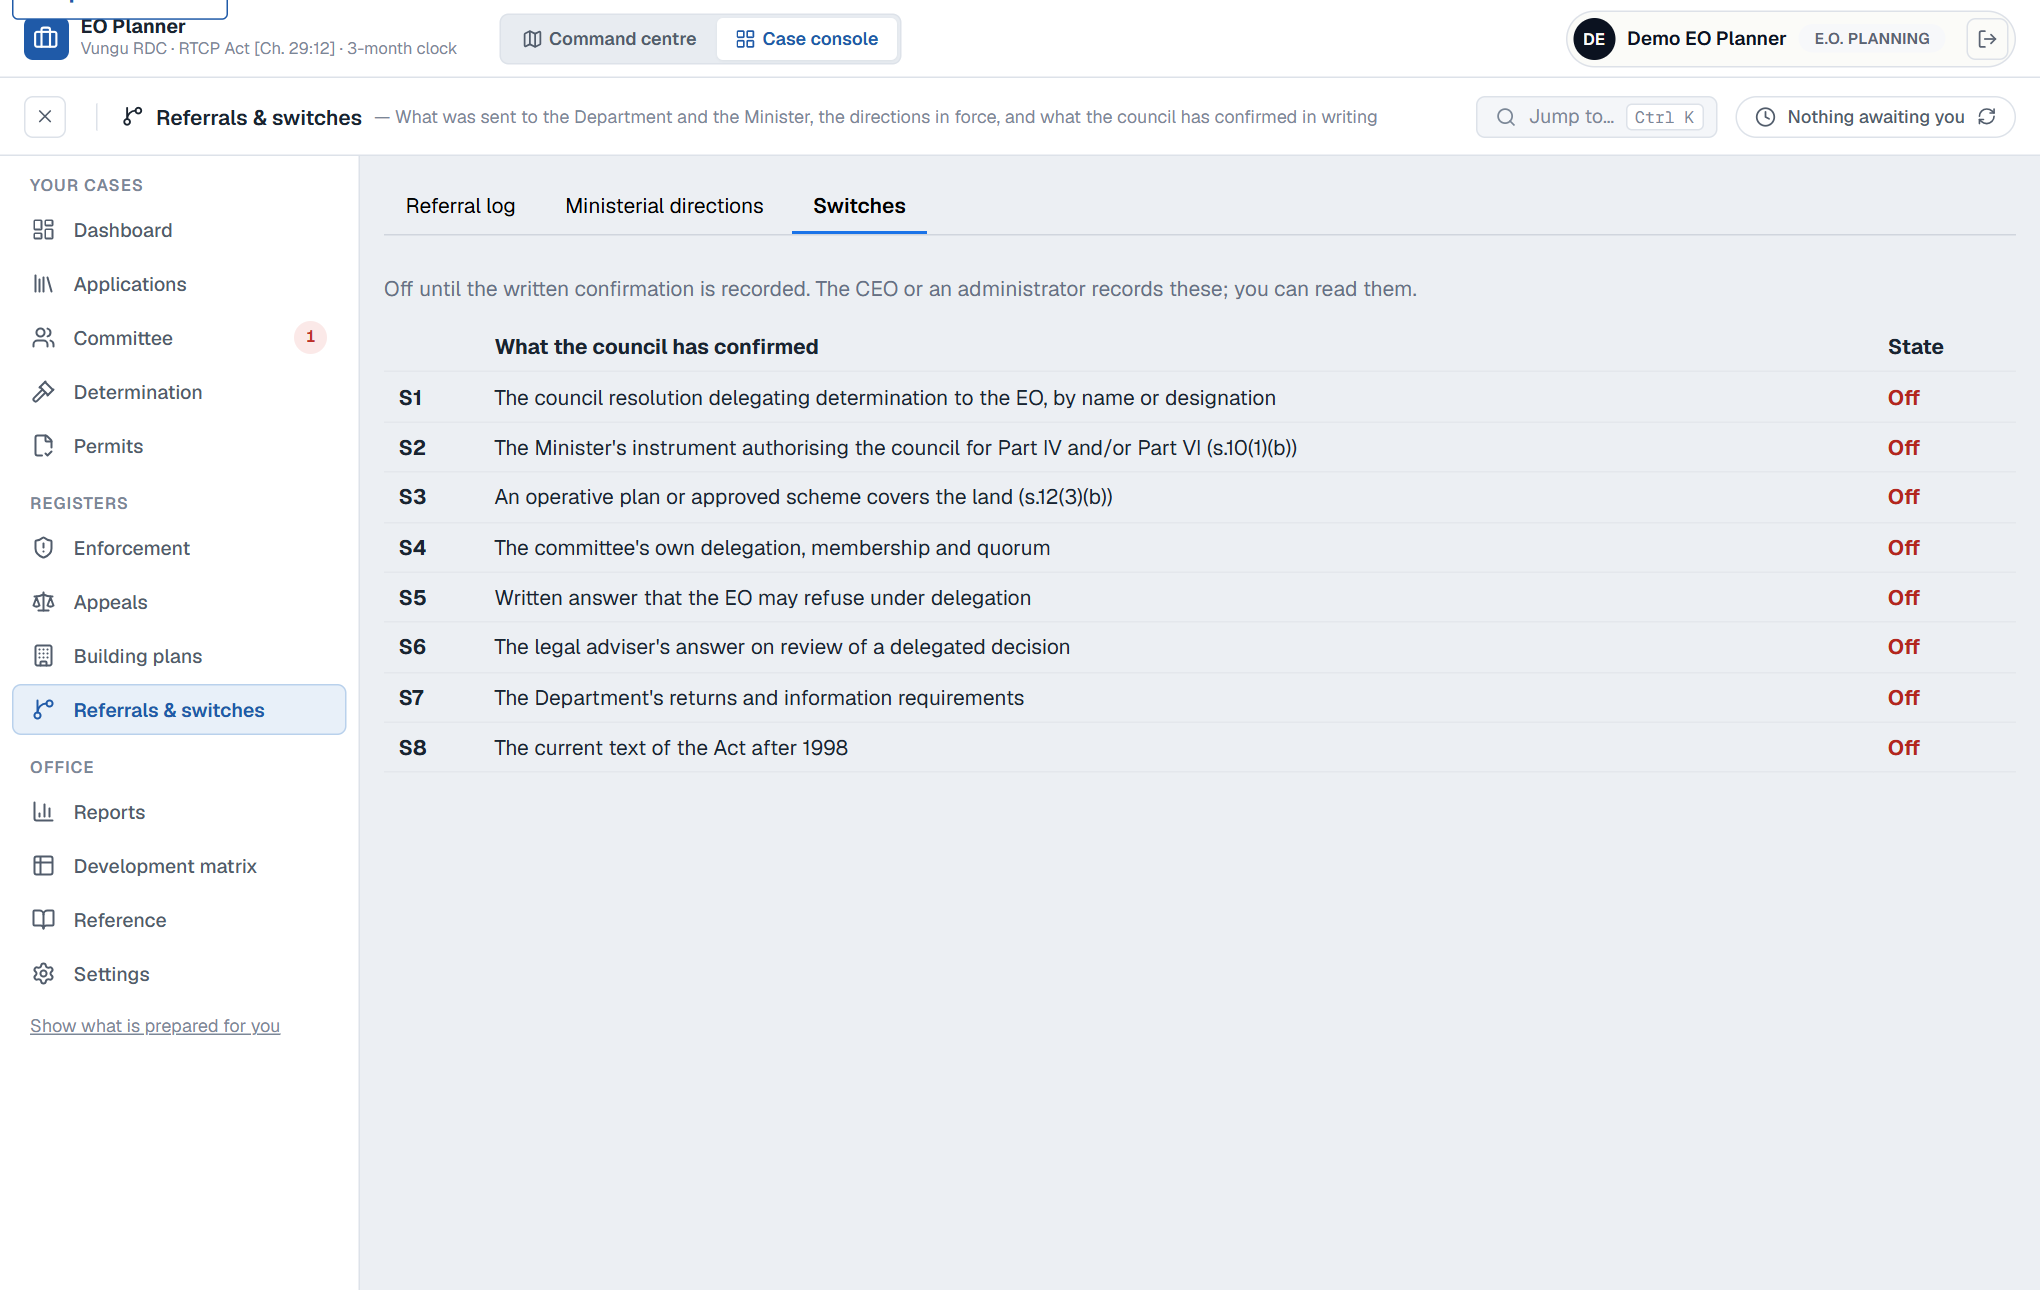 EO Planner
Vungu RDC · RTCP Act [Ch. 29:12] · 3-month clock
Command centre
Case console
DE
Demo EO Planner
E.O. PLANNING
Referrals & switches — What was sent to the Department and the Minister, the directions in force, and what the council has confirmed in writing
Jump to... Ctrl K
Nothing awaiting you
YOUR CASES
Dashboard
Applications
Committee 1
Determination
Permits
REGISTERS
Enforcement
Appeals
Building plans
Referrals & switches
OFFICE
Reports
Development matrix
Reference
Settings
Show what is prepared for you
Referral log Ministerial directions Switches
Off until the written confirmation is recorded. The CEO or an administrator records these; you can read them.
What the council has confirmed State
S1 The council resolution delegating determination to the EO, by name or designation Off
S2 The Minister's instrument authorising the council for Part IV and/or Part VI (s.10(1)(b)) Off
S3 An operative plan or approved scheme covers the land (s.12(3)(b)) Off
S4 The committee's own delegation, membership and quorum Off
S5 Written answer that the EO may refuse under delegation Off
S6 The legal adviser's answer on review of a delegated decision Off
S7 The Department's returns and information requirements Off
S8 The current text of the Act after 1998 Off